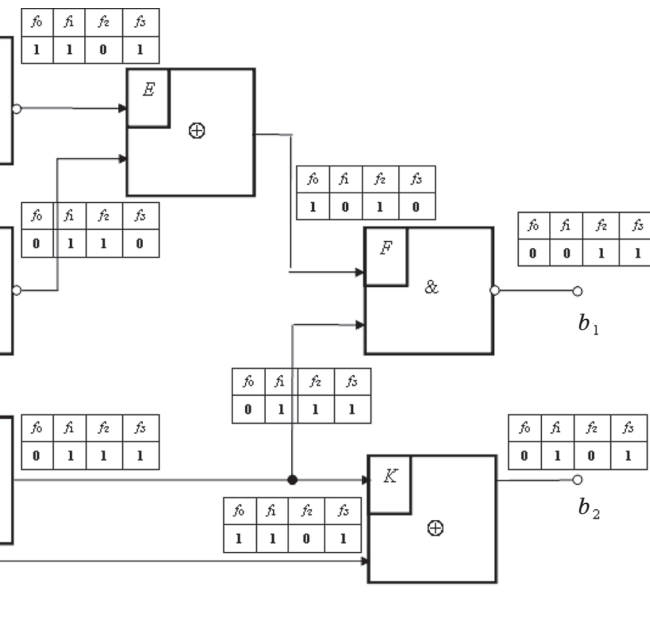 f₀ f₁ f₂ f₃
1 1 0 1
E
⊕
f₀ f₁ f₂ f₃
1 0 1 0
f₀ f₁ f₂ f₃
0 1 1 0
f₀ f₁ f₂ f₃
0 0 1 1
F
&
b₁
f₀ f₁ f₂ f₃
0 1 1 1
f₀ f₁ f₂ f₃
0 1 1 1
f₀ f₁ f₂ f₃
0 1 0 1
K
⊕
b₂
f₀ f₁ f₂ f₃
1 1 0 1